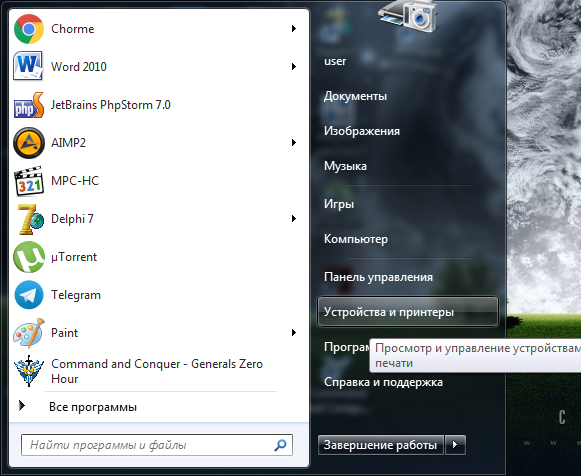 Chorme
Word 2010
JetBrains PhpStorm 7.0
AIMP2
MPC-HC
Delphi 7
µTorrent
Telegram
Paint
Command and Conquer - Generals Zero
Hour
Все программы
Найти программы и файлы
user
Документы
Изображения
Музыка
Игры
Компьютер
Панель управления
Устройства и принтеры
Програм
Просмотр и управление устройствам
печати
Справка и поддержка
Завершение работы
C
w w w